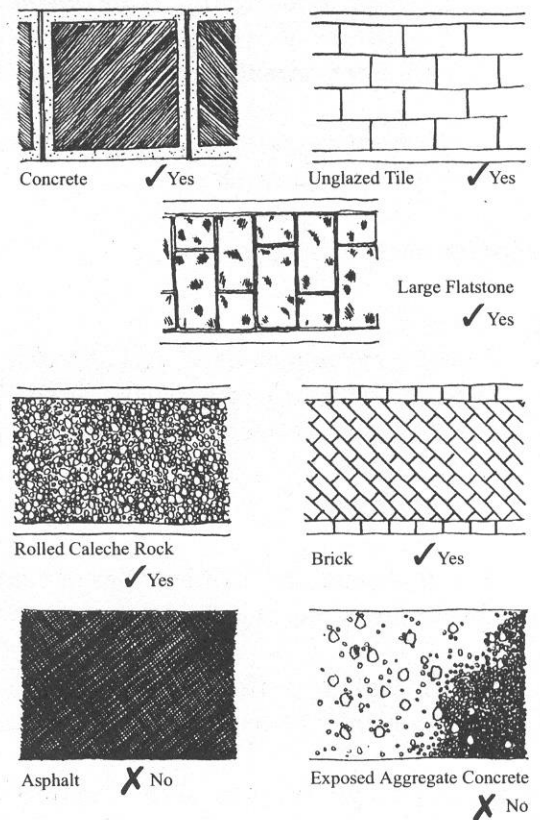 Concrete ✓ Yes
Unglazed Tile ✓ Yes
Large Flatstone
✓ Yes
Rolled Caleche Rock
✓ Yes
Brick ✓ Yes
Asphalt ✗ No
Exposed Aggregate Concrete
✗ No